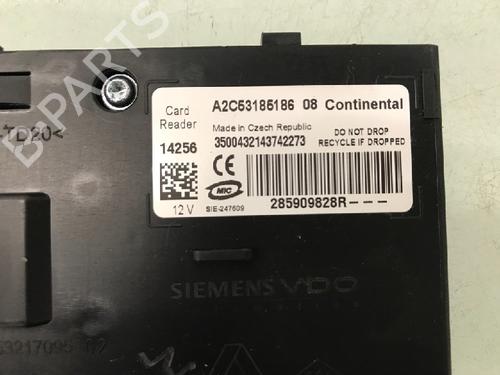 Card Reader
A2C53185186 08 Continental
Made in Czech Republic
DO NOT DROP
RECYCLE IF DROPPED
14256
3500432143742273
CE
MIC
12 V
SIE-247609
285909828R- - -
-TD20<
SIEMENS VDO
B-Parts